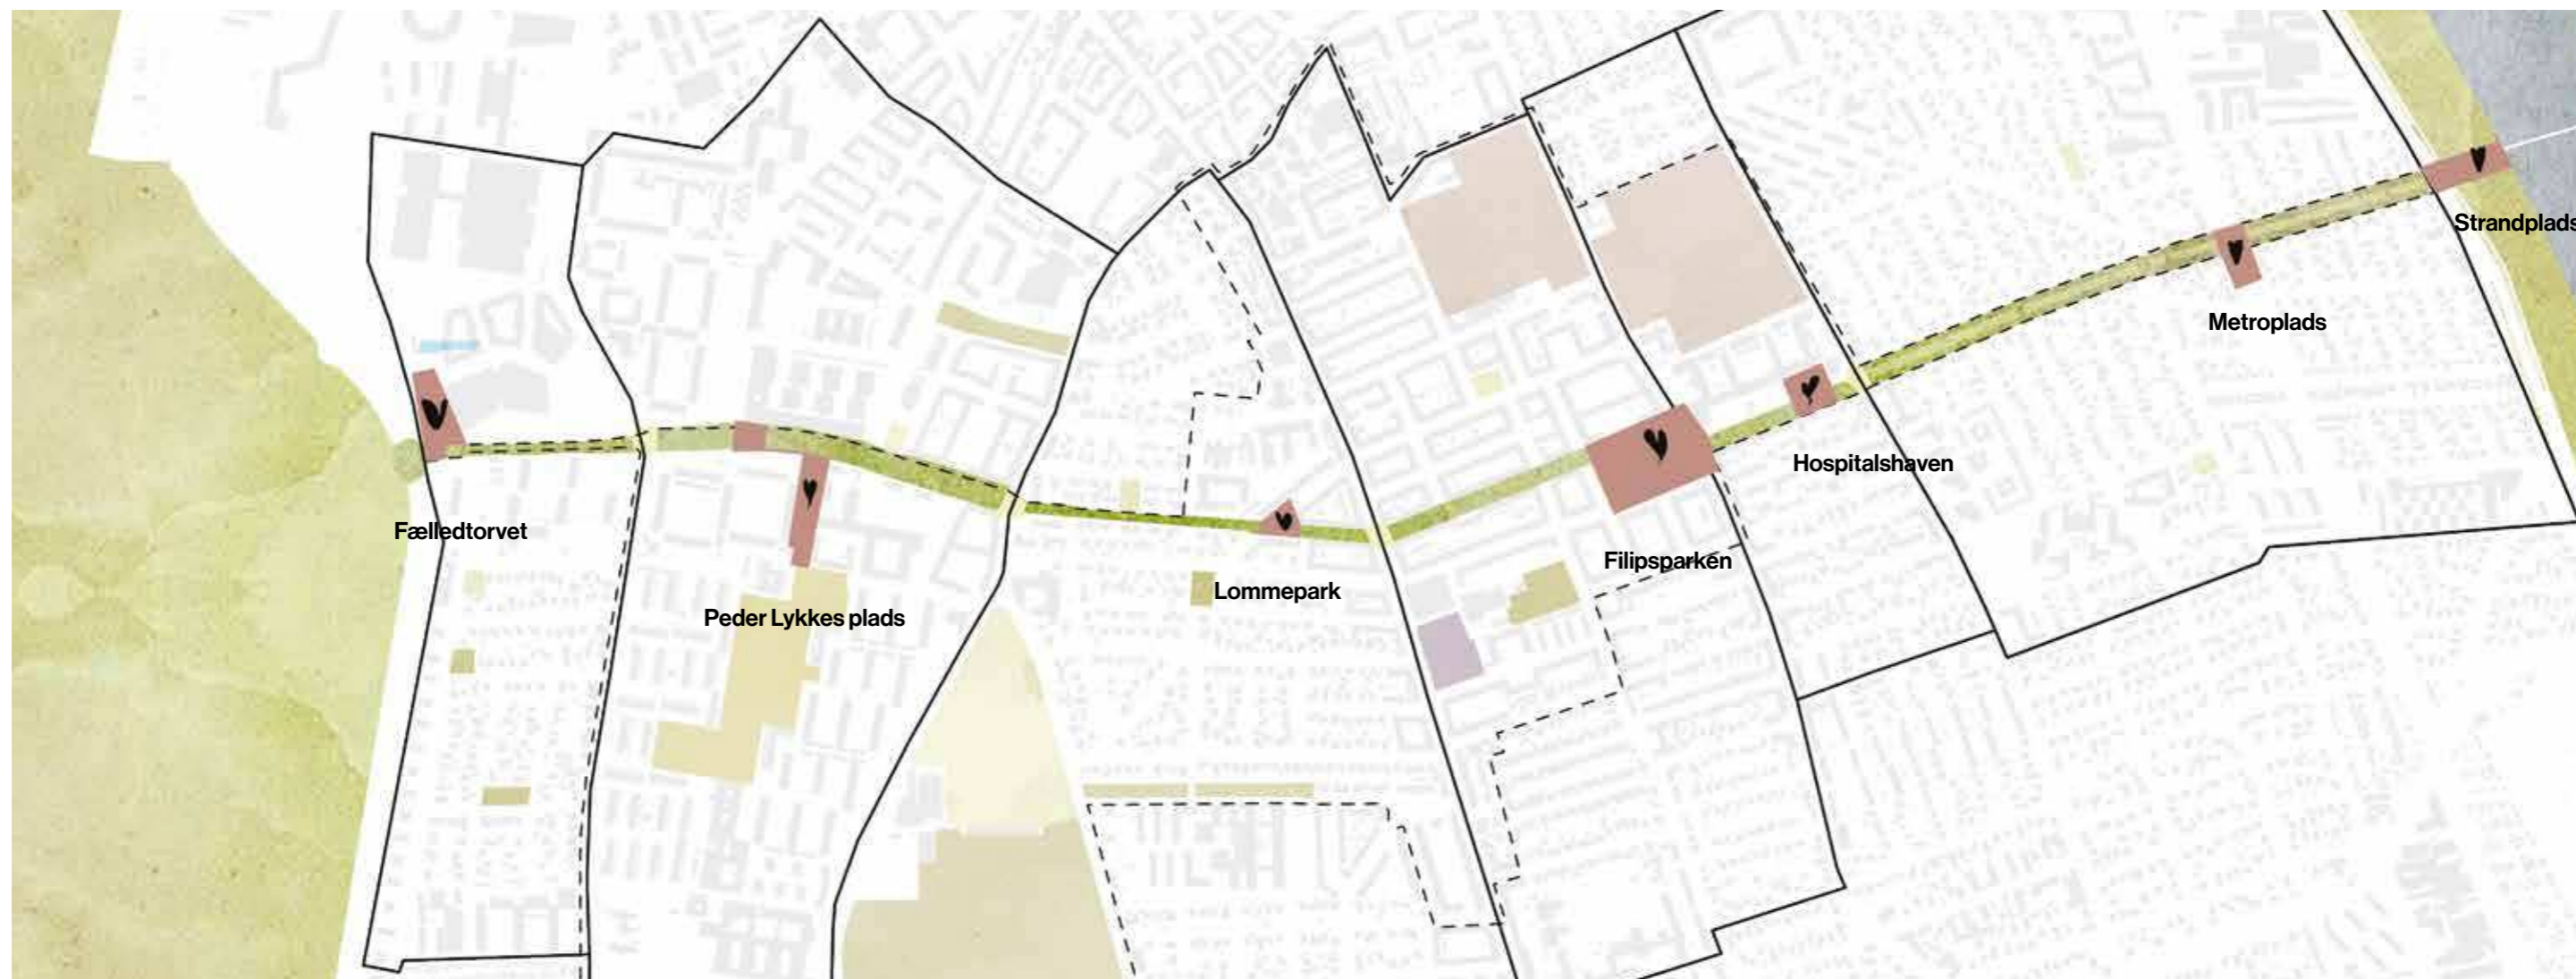 Strandplads
Metroplads
Hospitalshaven
Fælledtorvet
Filipsparken
Lommepark
Peder Lykkes plads